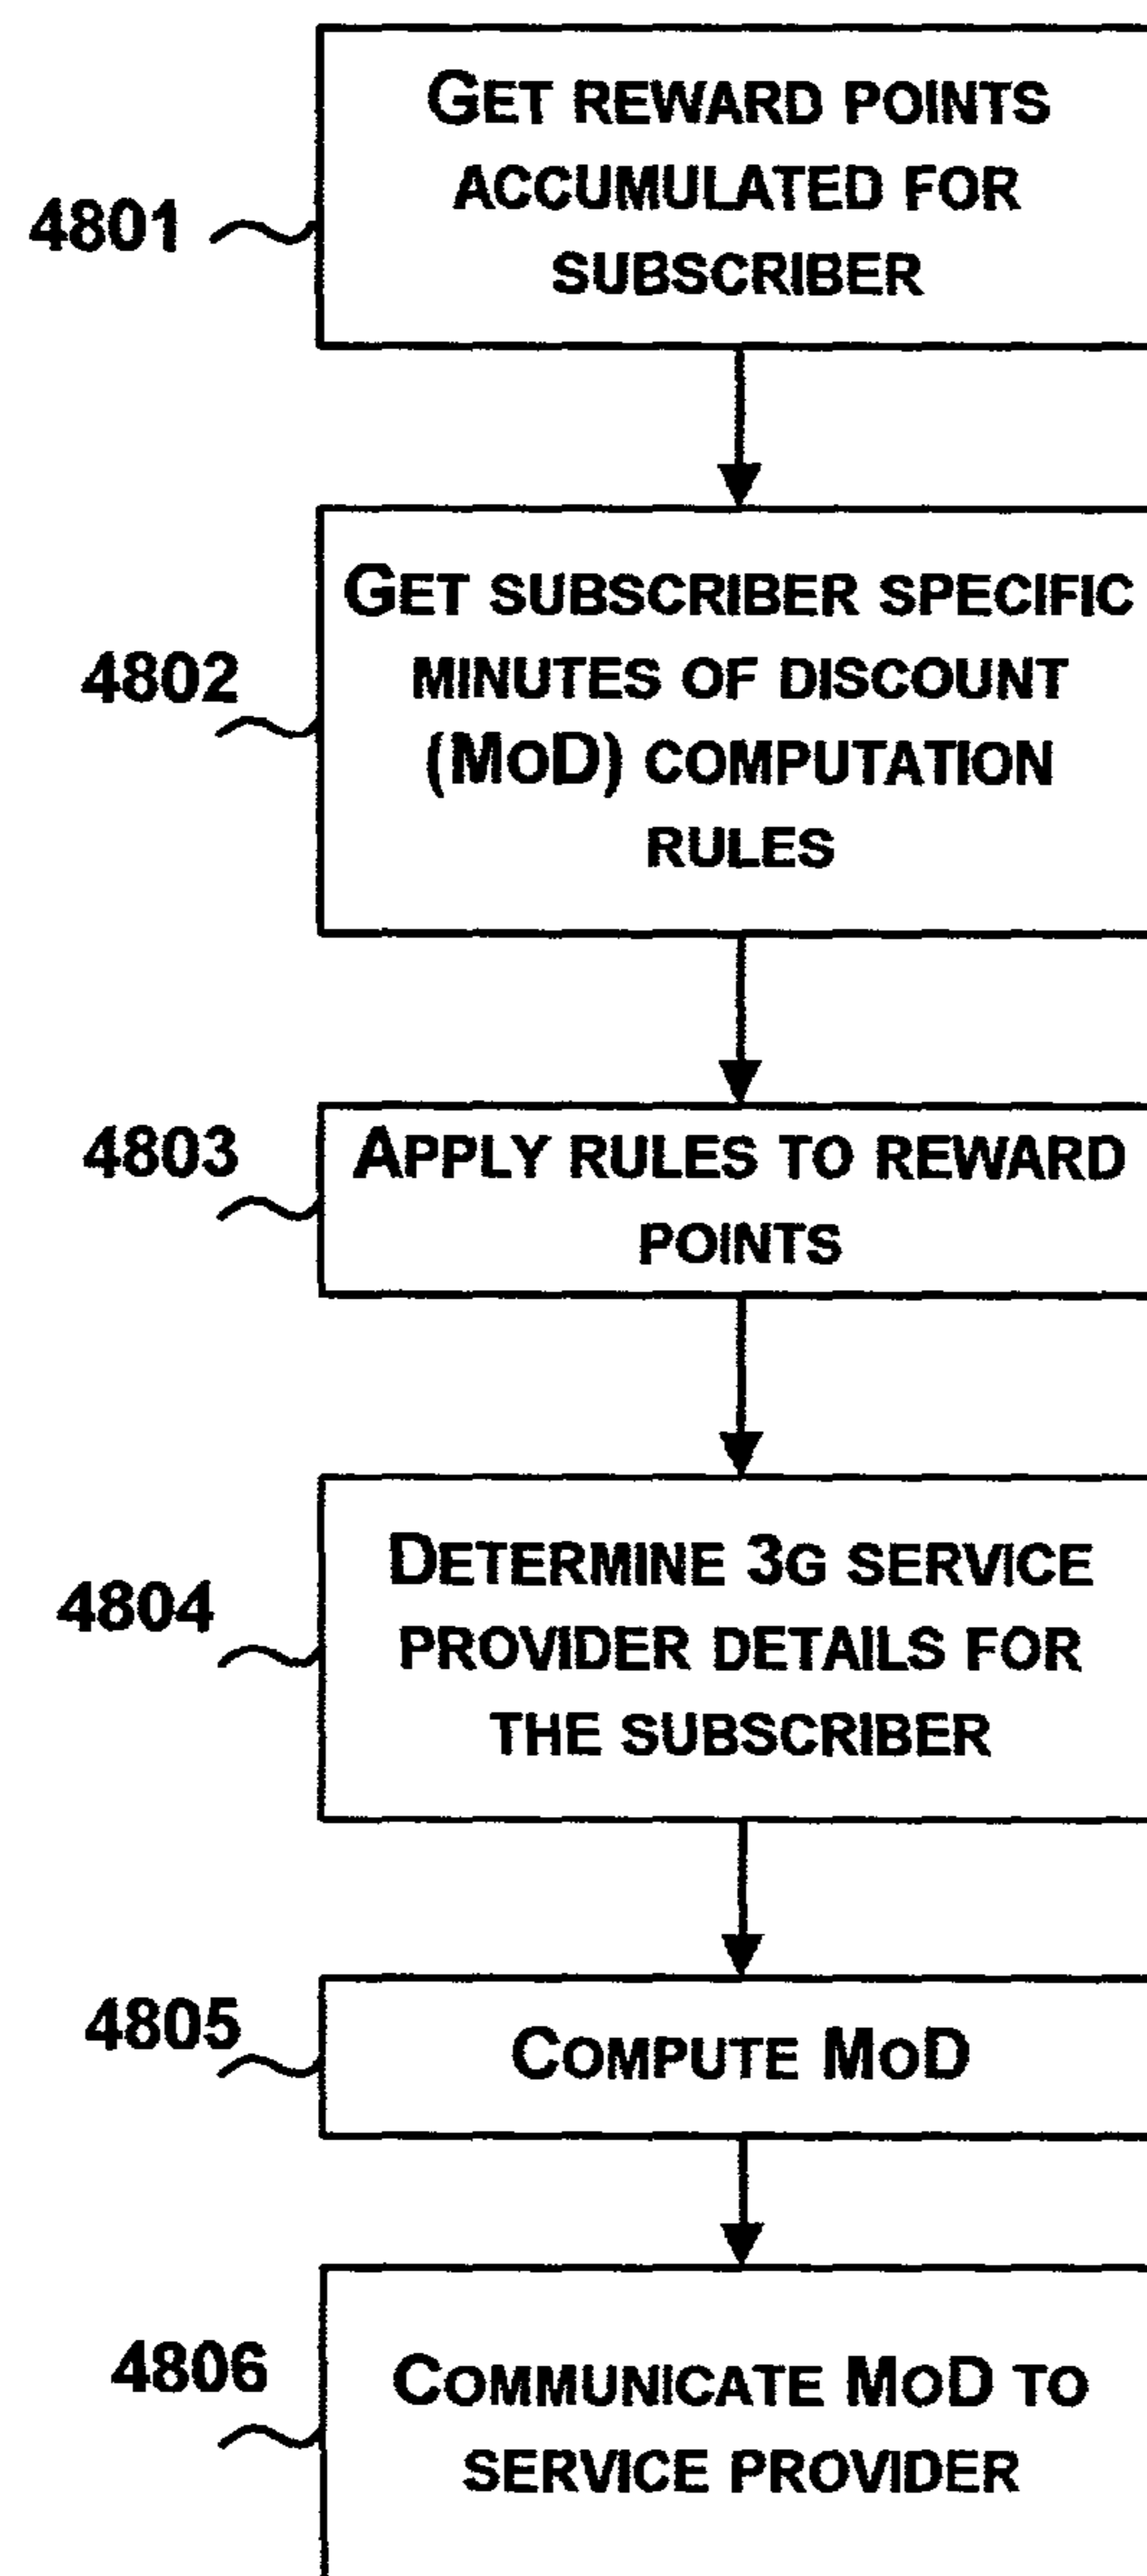 GET REWARD POINTS
ACCUMULATED FOR
SUBSCRIBER
4801
GET SUBSCRIBER SPECIFIC
MINUTES OF DISCOUNT
(MOD) COMPUTATION
RULES
4802
APPLY RULES TO REWARD
POINTS
4803
DETERMINE 3G SERVICE
PROVIDER DETAILS FOR
THE SUBSCRIBER
4804
COMPUTE MOD
4805
COMMUNICATE MOD TO
SERVICE PROVIDER
4806